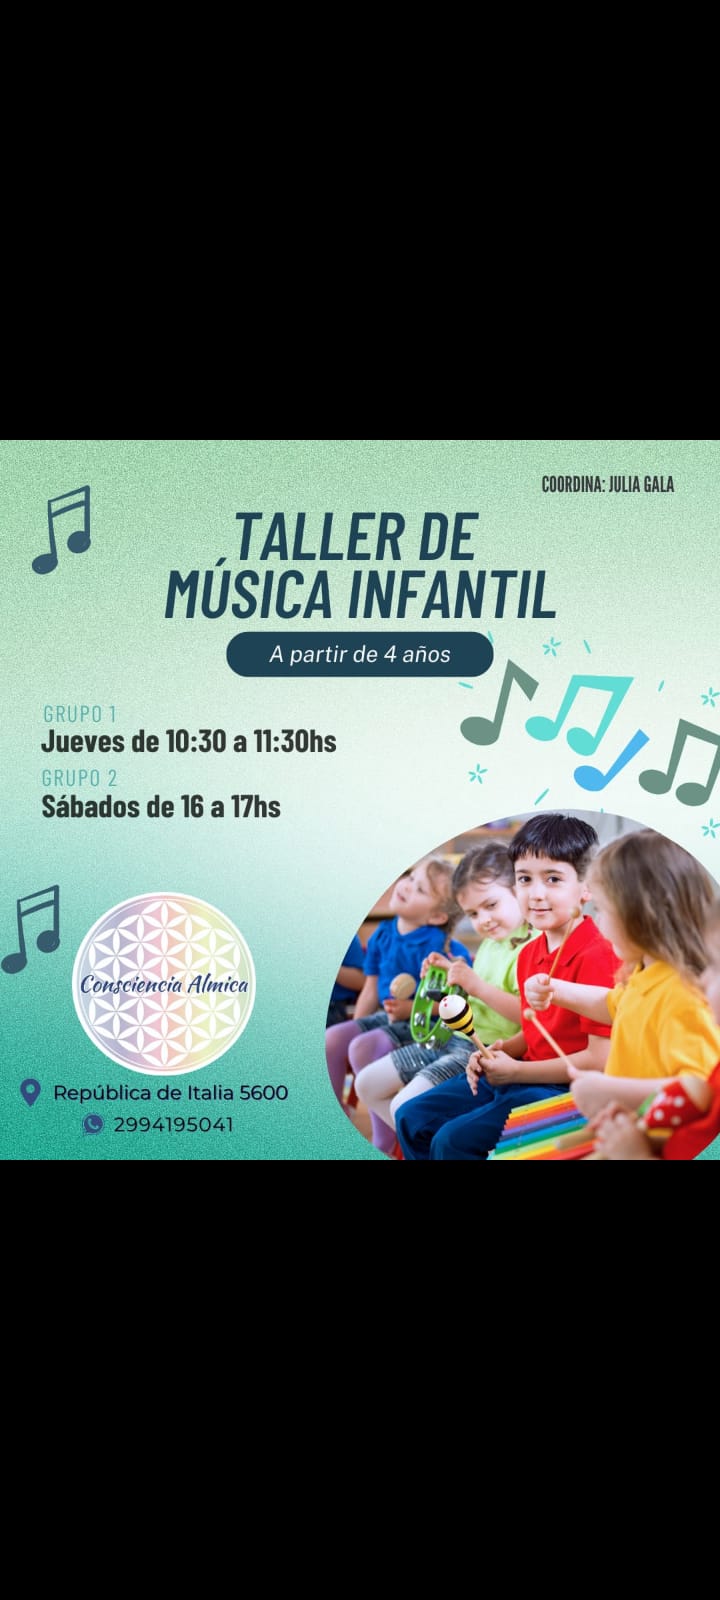 COORDINA: JULIA GALA
TALLER DE
MÚSICA INFANTIL
A partir de 4 años
GRUPO 1
Jueves de 10:30 a 11:30hs
GRUPO 2
Sábados de 16 a 17hs
Consciencia Almica
República de Italia 5600
2994195041